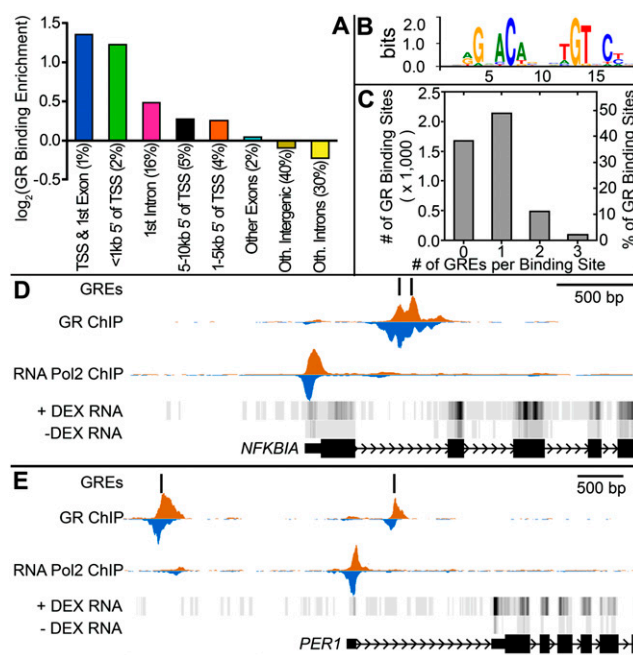 A
log2(GR Binding Enrichment)
1.5
1.0
0.5
0.0
-0.5
TSS & 1st Exon (1%)
<1kb 5' of TSS (2%)
1st Intron (16%)
5-10kb 5' of TSS (5%)
1-5kb 5' of TSS (4%)
Other Exons (2%)
Oth. Intergenic (40%)
Oth. Introns (30%)
B
bits
2.0
1.0
0.0
AG ACA TGT CT
5 10 15
C
# of GR Binding Sites
( x 1,000)
2.5
2.0
1.5
1.0
0.5
0.0
50
40
30
20
10
0
% of GR Binding Sites
0 1 2 3
# of GREs per Binding Site
D
GREs
500 bp
GR ChIP
RNA Pol2 ChIP
+ DEX RNA
-DEX RNA
NFKBIA
E
GREs
500 bp
GR ChIP
RNA Pol2 ChIP
+ DEX RNA
- DEX RNA
PER1